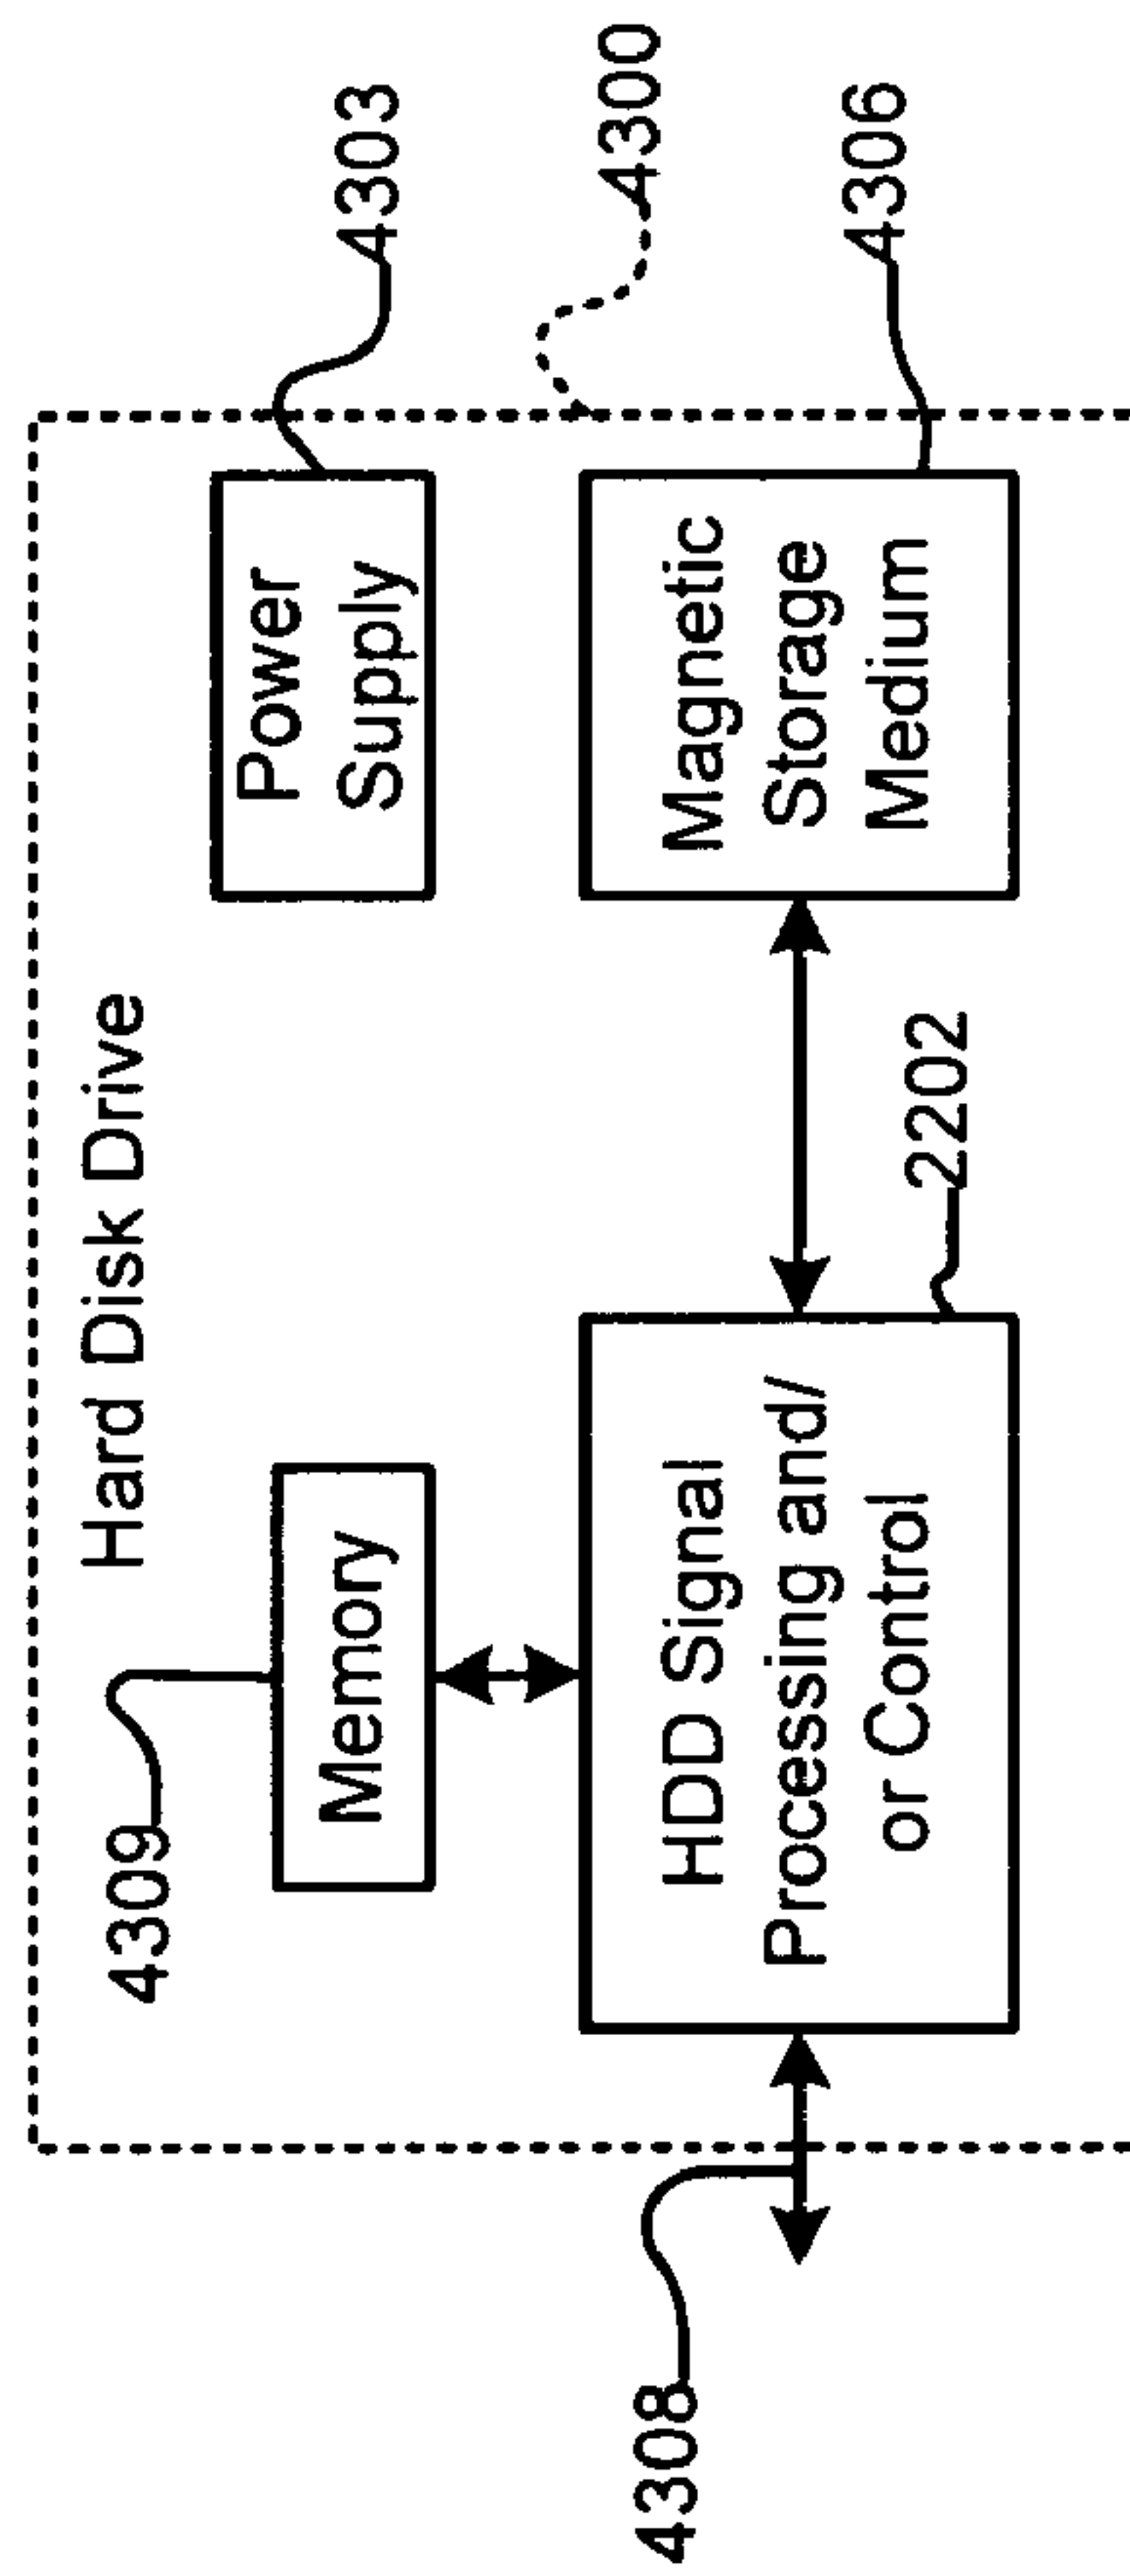 Hard Disk Drive
4309
Memory
Power
Supply
4303
4300
4308
HDD Signal
Processing and/
or Control
2202
Magnetic
Storage
Medium
4306